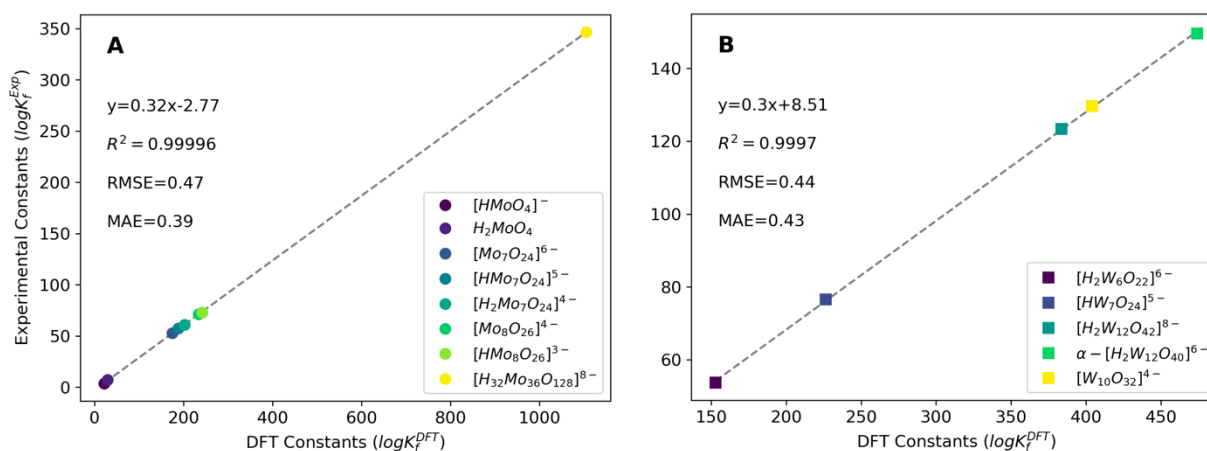 A
y=0.32x-2.77
R² = 0.99996
RMSE=0.47
MAE=0.39
350
300
250
200
150
100
50
0
Experimental Constants (logK_f^{Exp})
[HMoO₄]⁻
H₂MoO₄
[Mo₇O₂₄]⁶⁻
[HMo₇O₂₄]⁵⁻
[H₂Mo₇O₂₄]⁴⁻
[Mo₈O₂₆]⁴⁻
[HMo₈O₂₆]³⁻
[H₃₂Mo₃₆O₁₂₈]⁸⁻
0 200 400 600 800 1000
DFT Constants (logK_f^{DFT})
B
y=0.3x+8.51
R² = 0.9997
RMSE=0.44
MAE=0.43
140
120
100
80
60
[H₂W₆O₂₂]⁶⁻
[HW₇O₂₄]⁵⁻
[H₂W₁₂O₄₂]⁸⁻
α − [H₂W₁₂O₄₀]⁶⁻
[W₁₀O₃₂]⁴⁻
150 200 250 300 350 400 450
DFT Constants (logK_f^{DFT})